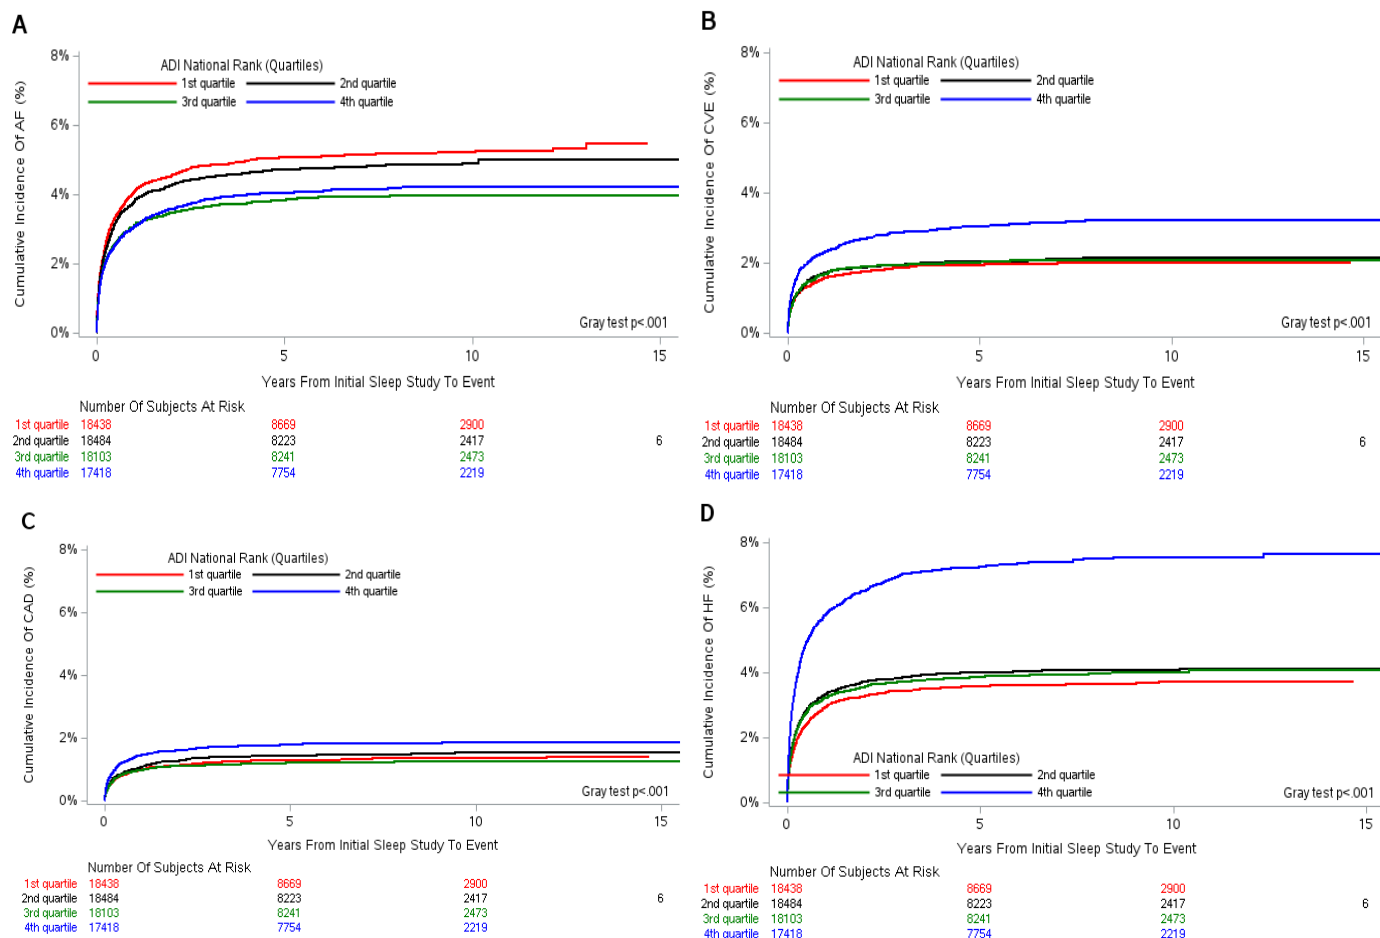 A
8%
6%
4%
2%
0%
Cumulative Incidence Of AF (%)
ADI National Rank (Quartiles)
1st quartile 2nd quartile
3rd quartile 4th quartile
Gray test p<.001
0 5 10 15
Years From Initial Sleep Study To Event
Number Of Subjects At Risk
1st quartile 18438 8669 2900
2nd quartile 18484 8223 2417 6
3rd quartile 18103 8241 2473
4th quartile 17418 7754 2219
B
8%
6%
4%
2%
0%
Cumulative Incidence Of CVE (%)
ADI National Rank (Quartiles)
1st quartile 2nd quartile
3rd quartile 4th quartile
Gray test p<.001
0 5 10 15
Years From Initial Sleep Study To Event
Number Of Subjects At Risk
1st quartile 18438 8669 2900
2nd quartile 18484 8223 2417 6
3rd quartile 18103 8241 2473
4th quartile 17418 7754 2219
C
8%
6%
4%
2%
0%
Cumulative Incidence Of CAD (%)
ADI National Rank (Quartiles)
1st quartile 2nd quartile
3rd quartile 4th quartile
Gray test p<.001
0 5 10 15
Years From Initial Sleep Study To Event
Number Of Subjects At Risk
1st quartile 18438 8669 2900
2nd quartile 18484 8223 2417 6
3rd quartile 18103 8241 2473
4th quartile 17418 7754 2219
D
8%
6%
4%
2%
0%
Cumulative Incidence Of HF (%)
ADI National Rank (Quartiles)
1st quartile 2nd quartile
3rd quartile 4th quartile
Gray test p<.001
0 5 10 15
Years From Initial Sleep Study To Event
Number Of Subjects At Risk
1st quartile 18438 8669 2900
2nd quartile 18484 8223 2417 6
3rd quartile 18103 8241 2473
4th quartile 17418 7754 2219